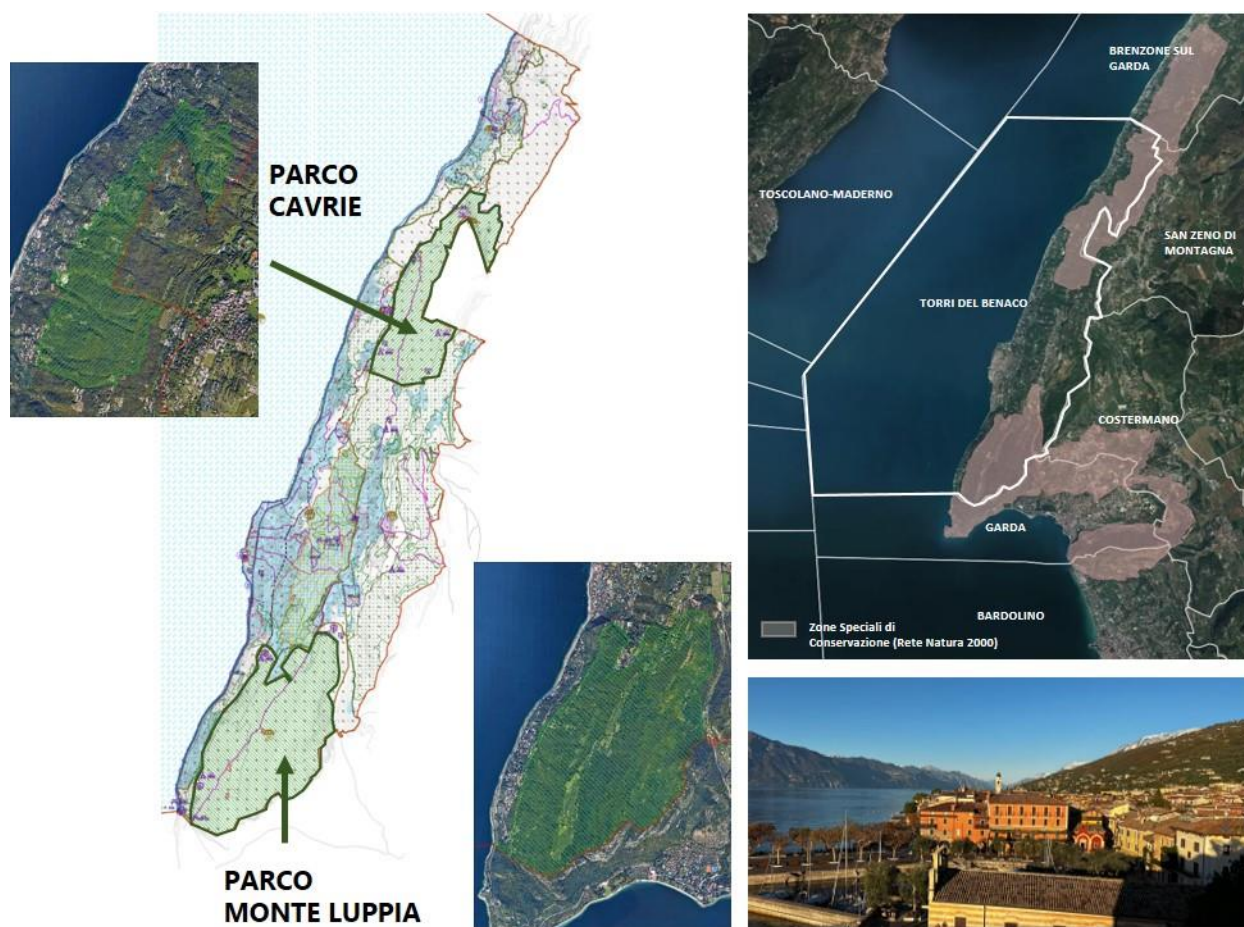 PARCO
CAVRIE
PARCO
MONTE LUPPIA
BRENZONE SUL
GARDA
TOSCOLANO-MADERNO
SAN ZENO DI
MONTAGNA
TORRI DEL BENACO
COSTERMANO
GARDA
BARDOLINO
Zone Speciali di
Conservazione (Rete Natura 2000)